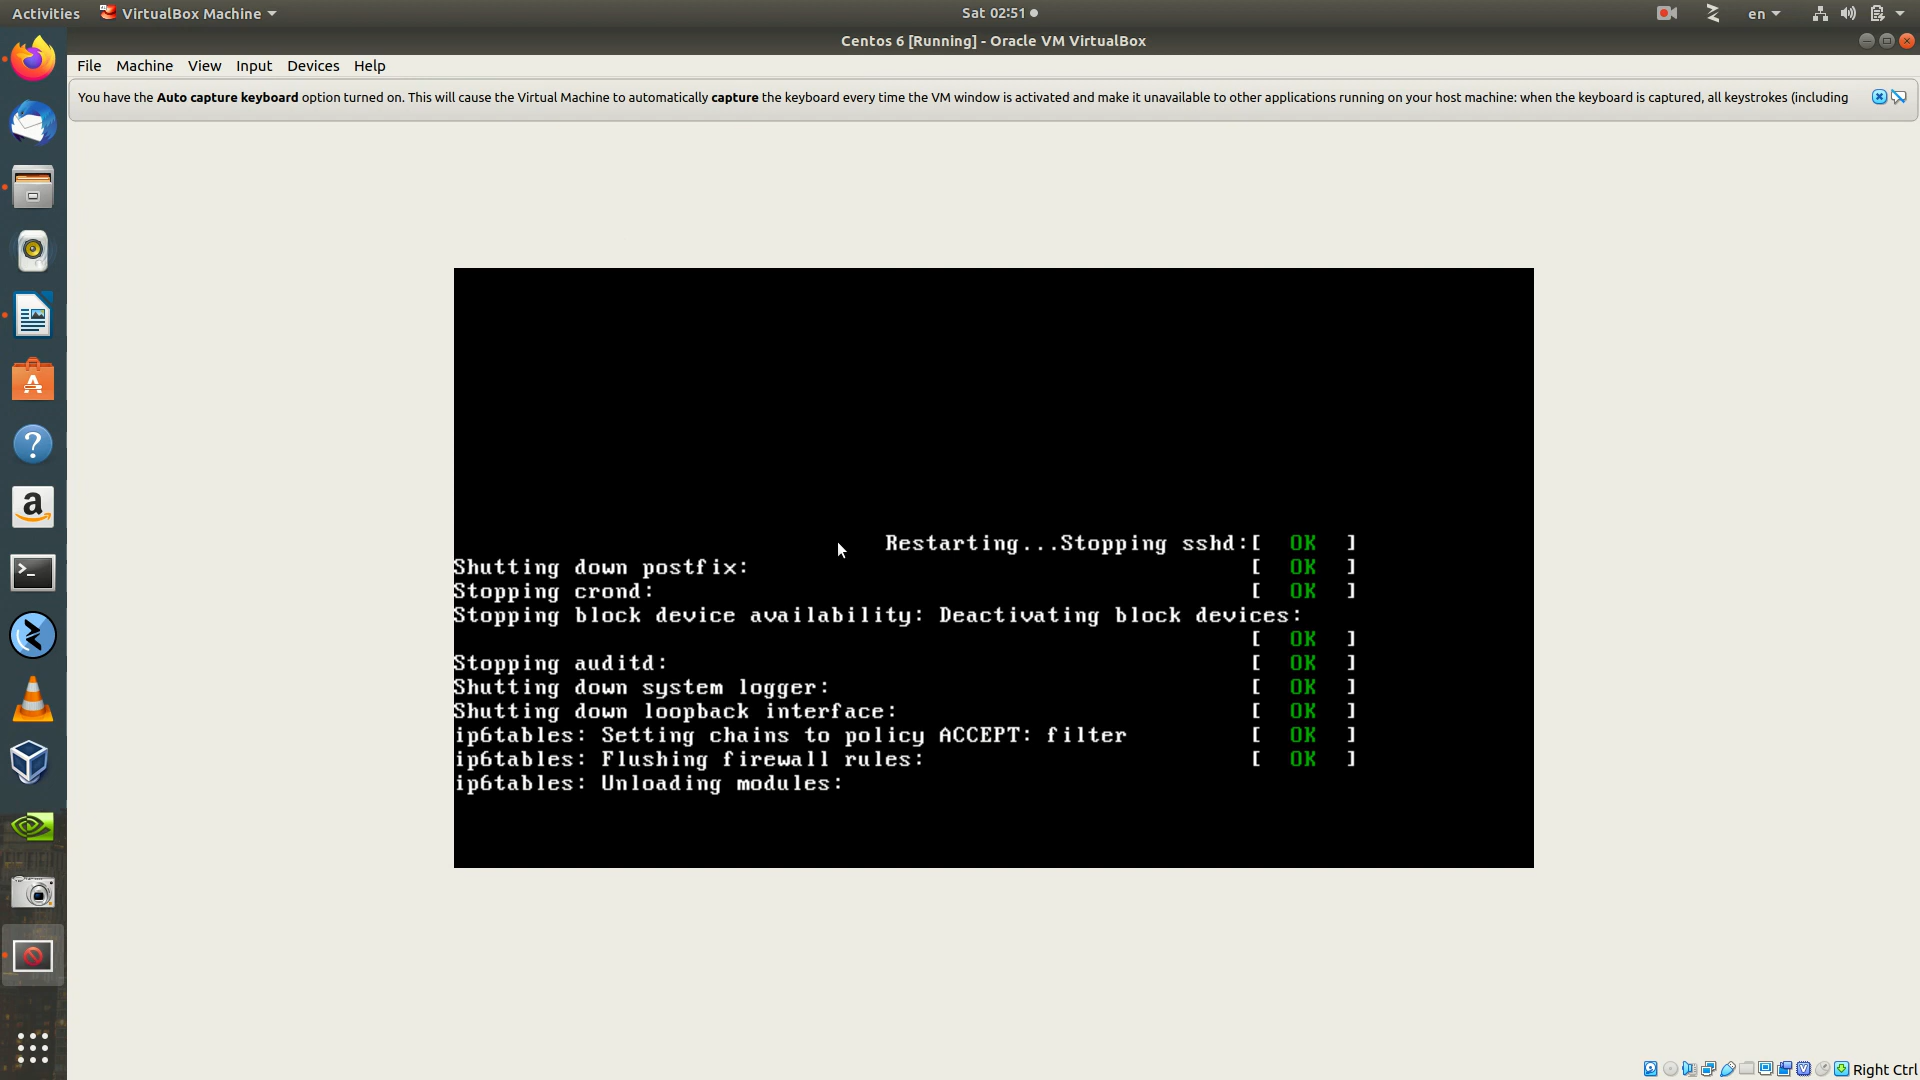 Activities VirtualBox Machine Sat 02:51 en
Centos 6 [Running] - Oracle VM VirtualBox
File Machine View Input Devices Help
You have the Auto capture keyboard option turned on. This will cause the Virtual Machine to automatically capture the keyboard every time the VM window is activated and make it unavailable to other applications running on your host machine: when the keyboard is captured, all keystrokes (including
Restarting...Stopping sshd:[ OK ]
Shutting down postfix: [ OK ]
Stopping crond: [ OK ]
Stopping block device availability: Deactivating block devices:
[ OK ]
Stopping auditd: [ OK ]
Shutting down system logger: [ OK ]
Shutting down loopback interface: [ OK ]
ip6tables: Setting chains to policy ACCEPT: filter [ OK ]
ip6tables: Flushing firewall rules: [ OK ]
ip6tables: Unloading modules:
Right Ctrl